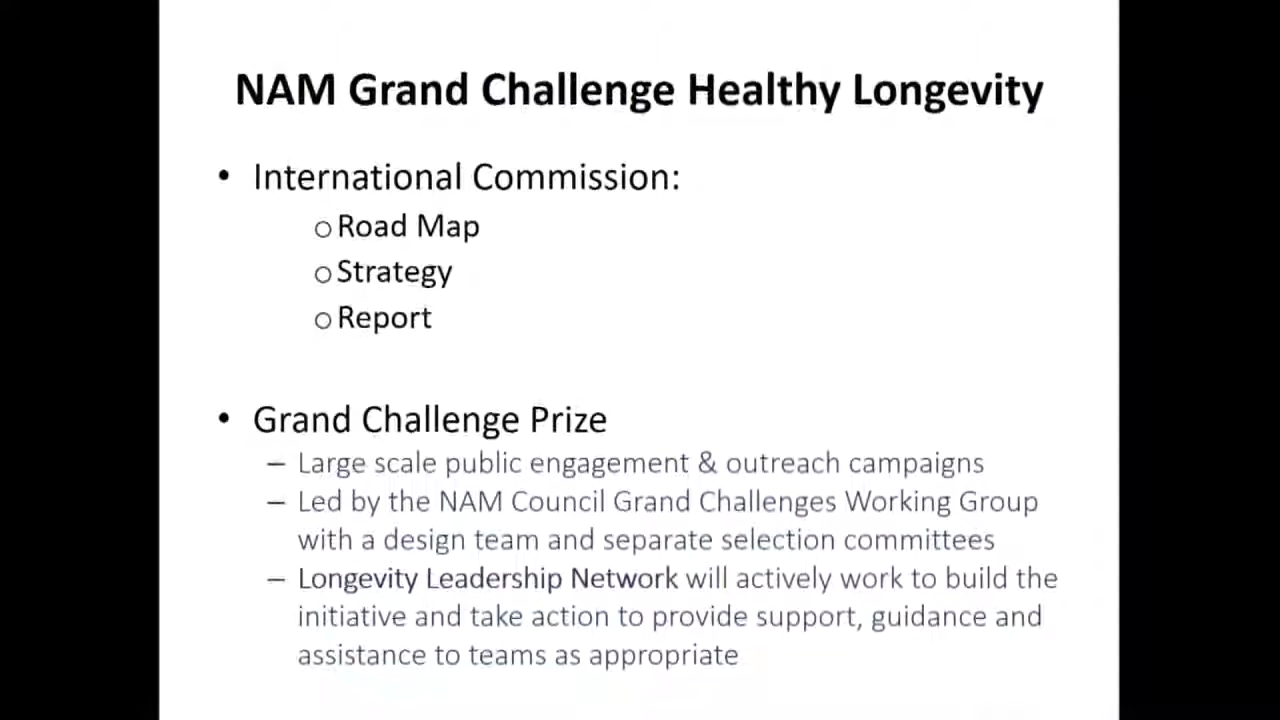 NAM Grand Challenge Healthy Longevity
• International Commission:
o Road Map
o Strategy
o Report
• Grand Challenge Prize
– Large scale public engagement & outreach campaigns
– Led by the NAM Council Grand Challenges Working Group
with a design team and separate selection committees
– Longevity Leadership Network will actively work to build the
initiative and take action to provide support, guidance and
assistance to teams as appropriate